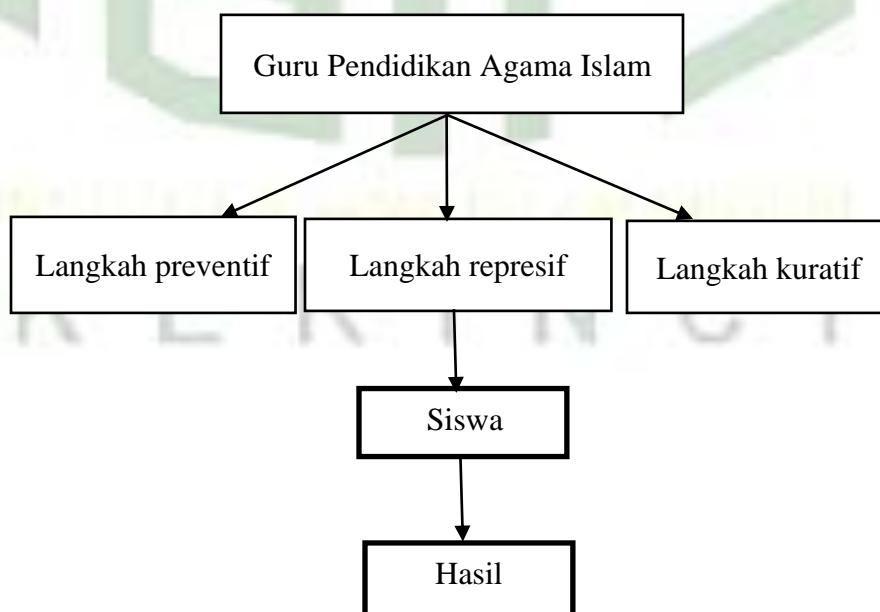 Guru Pendidikan Agama Islam
Langkah preventif
Langkah represif
Langkah kuratif
K E R I N C I
Siswa
Hasil